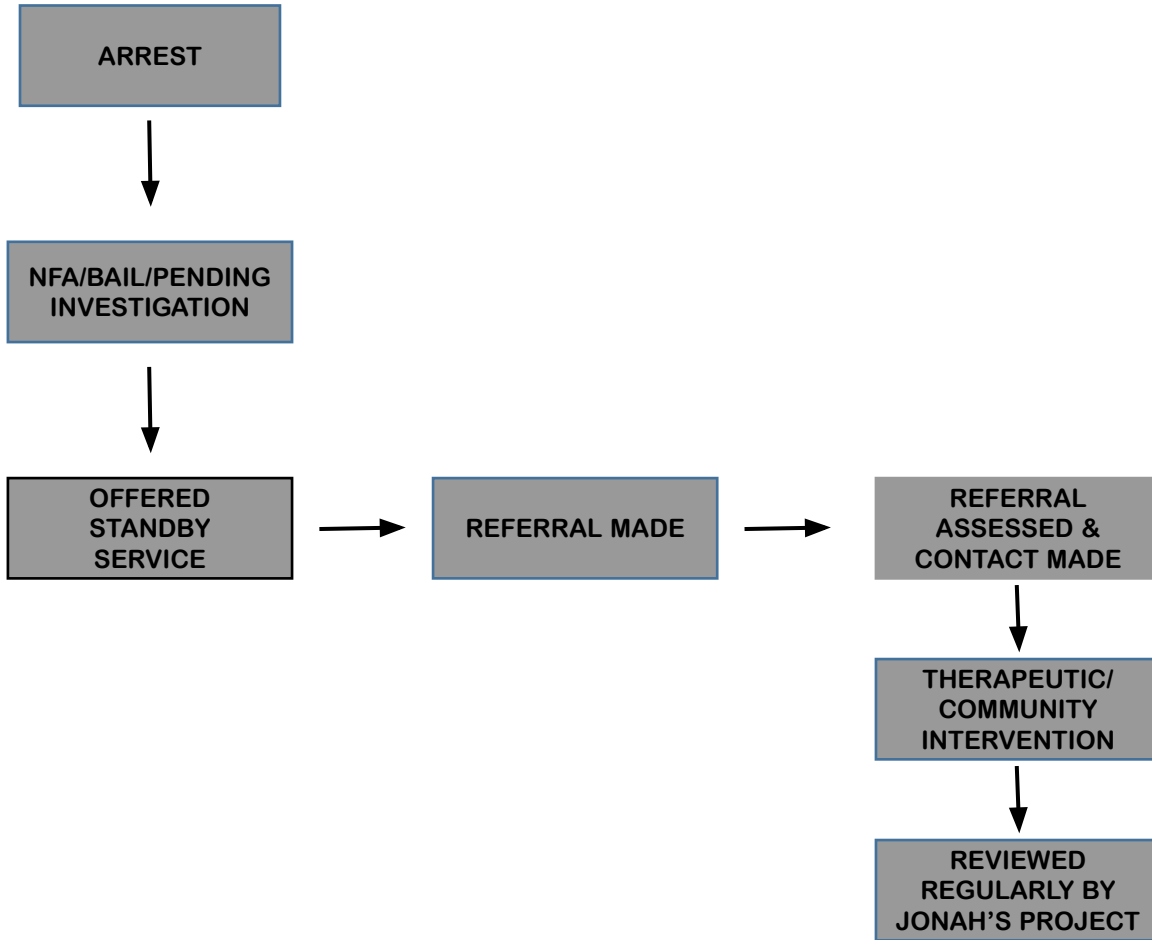 ARREST
NFA/BAIL/PENDING
INVESTIGATION
OFFERED
STANDBY
SERVICE
REFERRAL MADE
REFERRAL
ASSESSED &
CONTACT MADE
THERAPEUTIC/
COMMUNITY
INTERVENTION
REVIEWED
REGULARLY BY
JONAH’S PROJECT